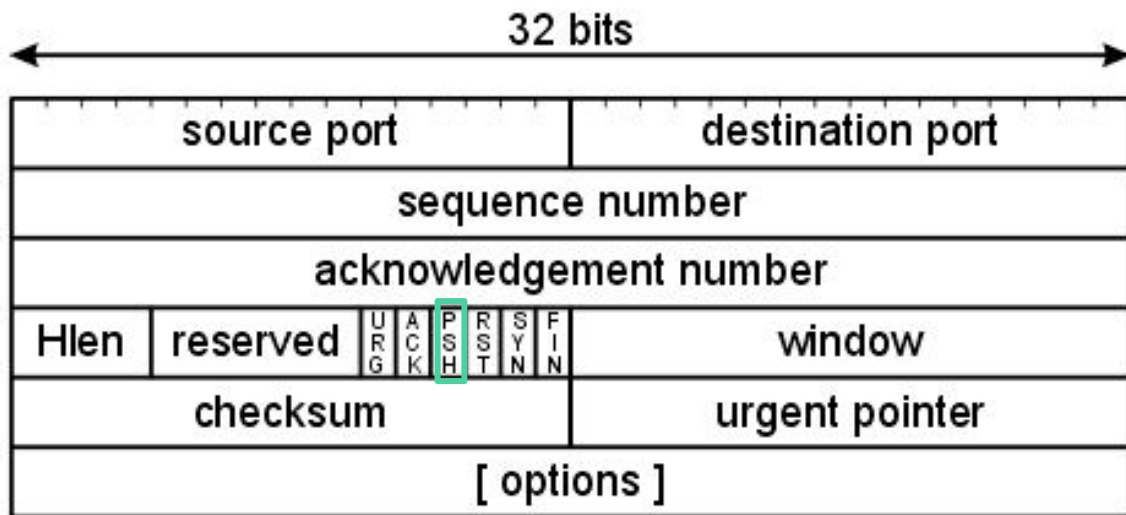 32 bits
source port destination port
sequence number
acknowledgement number
Hlen reserved URG ACK PSH RST SYN FIN window
checksum urgent pointer
[ options ]